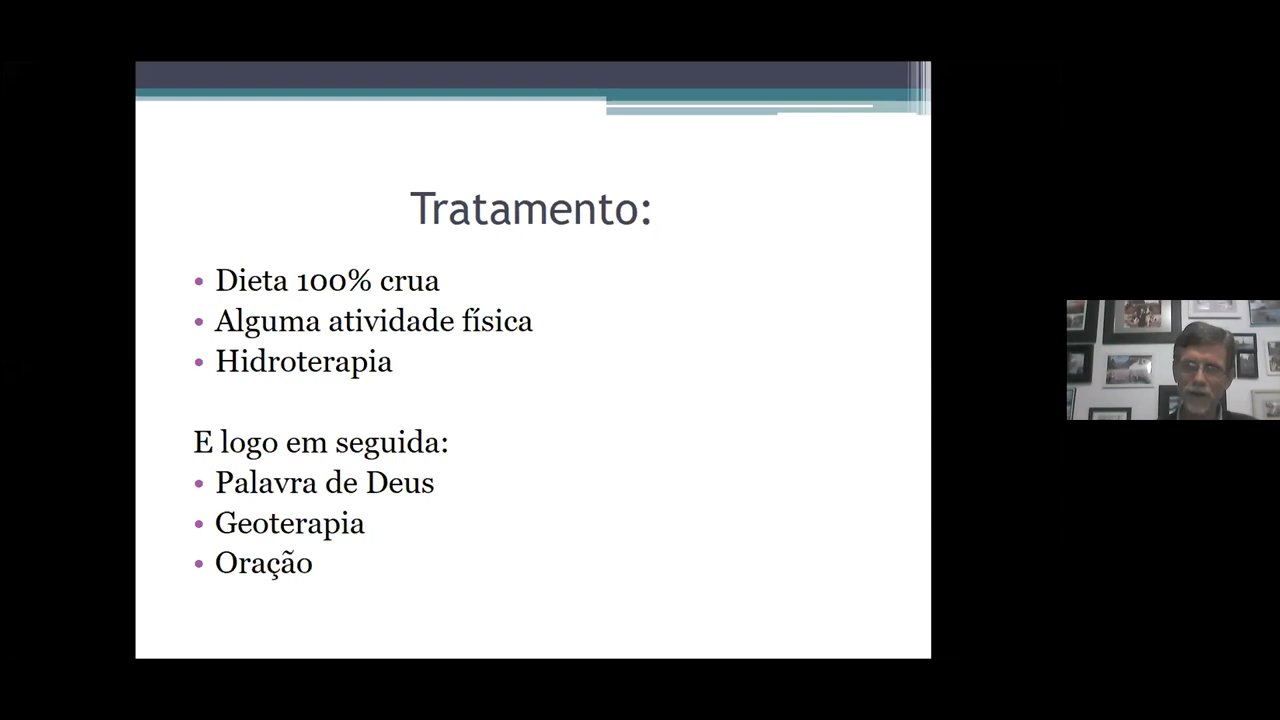 Tratamento:
• Dieta 100% crua
• Alguma atividade física
• Hidroterapia
E logo em seguida:
• Palavra de Deus
• Geoterapia
• Oração